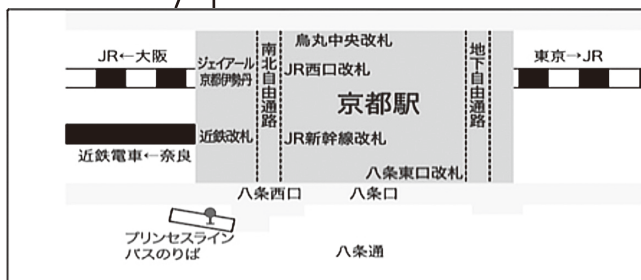 烏丸中央改札
JR←大阪
ジェイアール
京都伊勢丹
南北自由通路
JR西口改札
京都駅
地下自由通路
東京→JR
近鉄改札
JR新幹線改札
近鉄電車←奈良
八条東口改札
八条西口
八条口
プリンセスライン
バスのりば
八条通